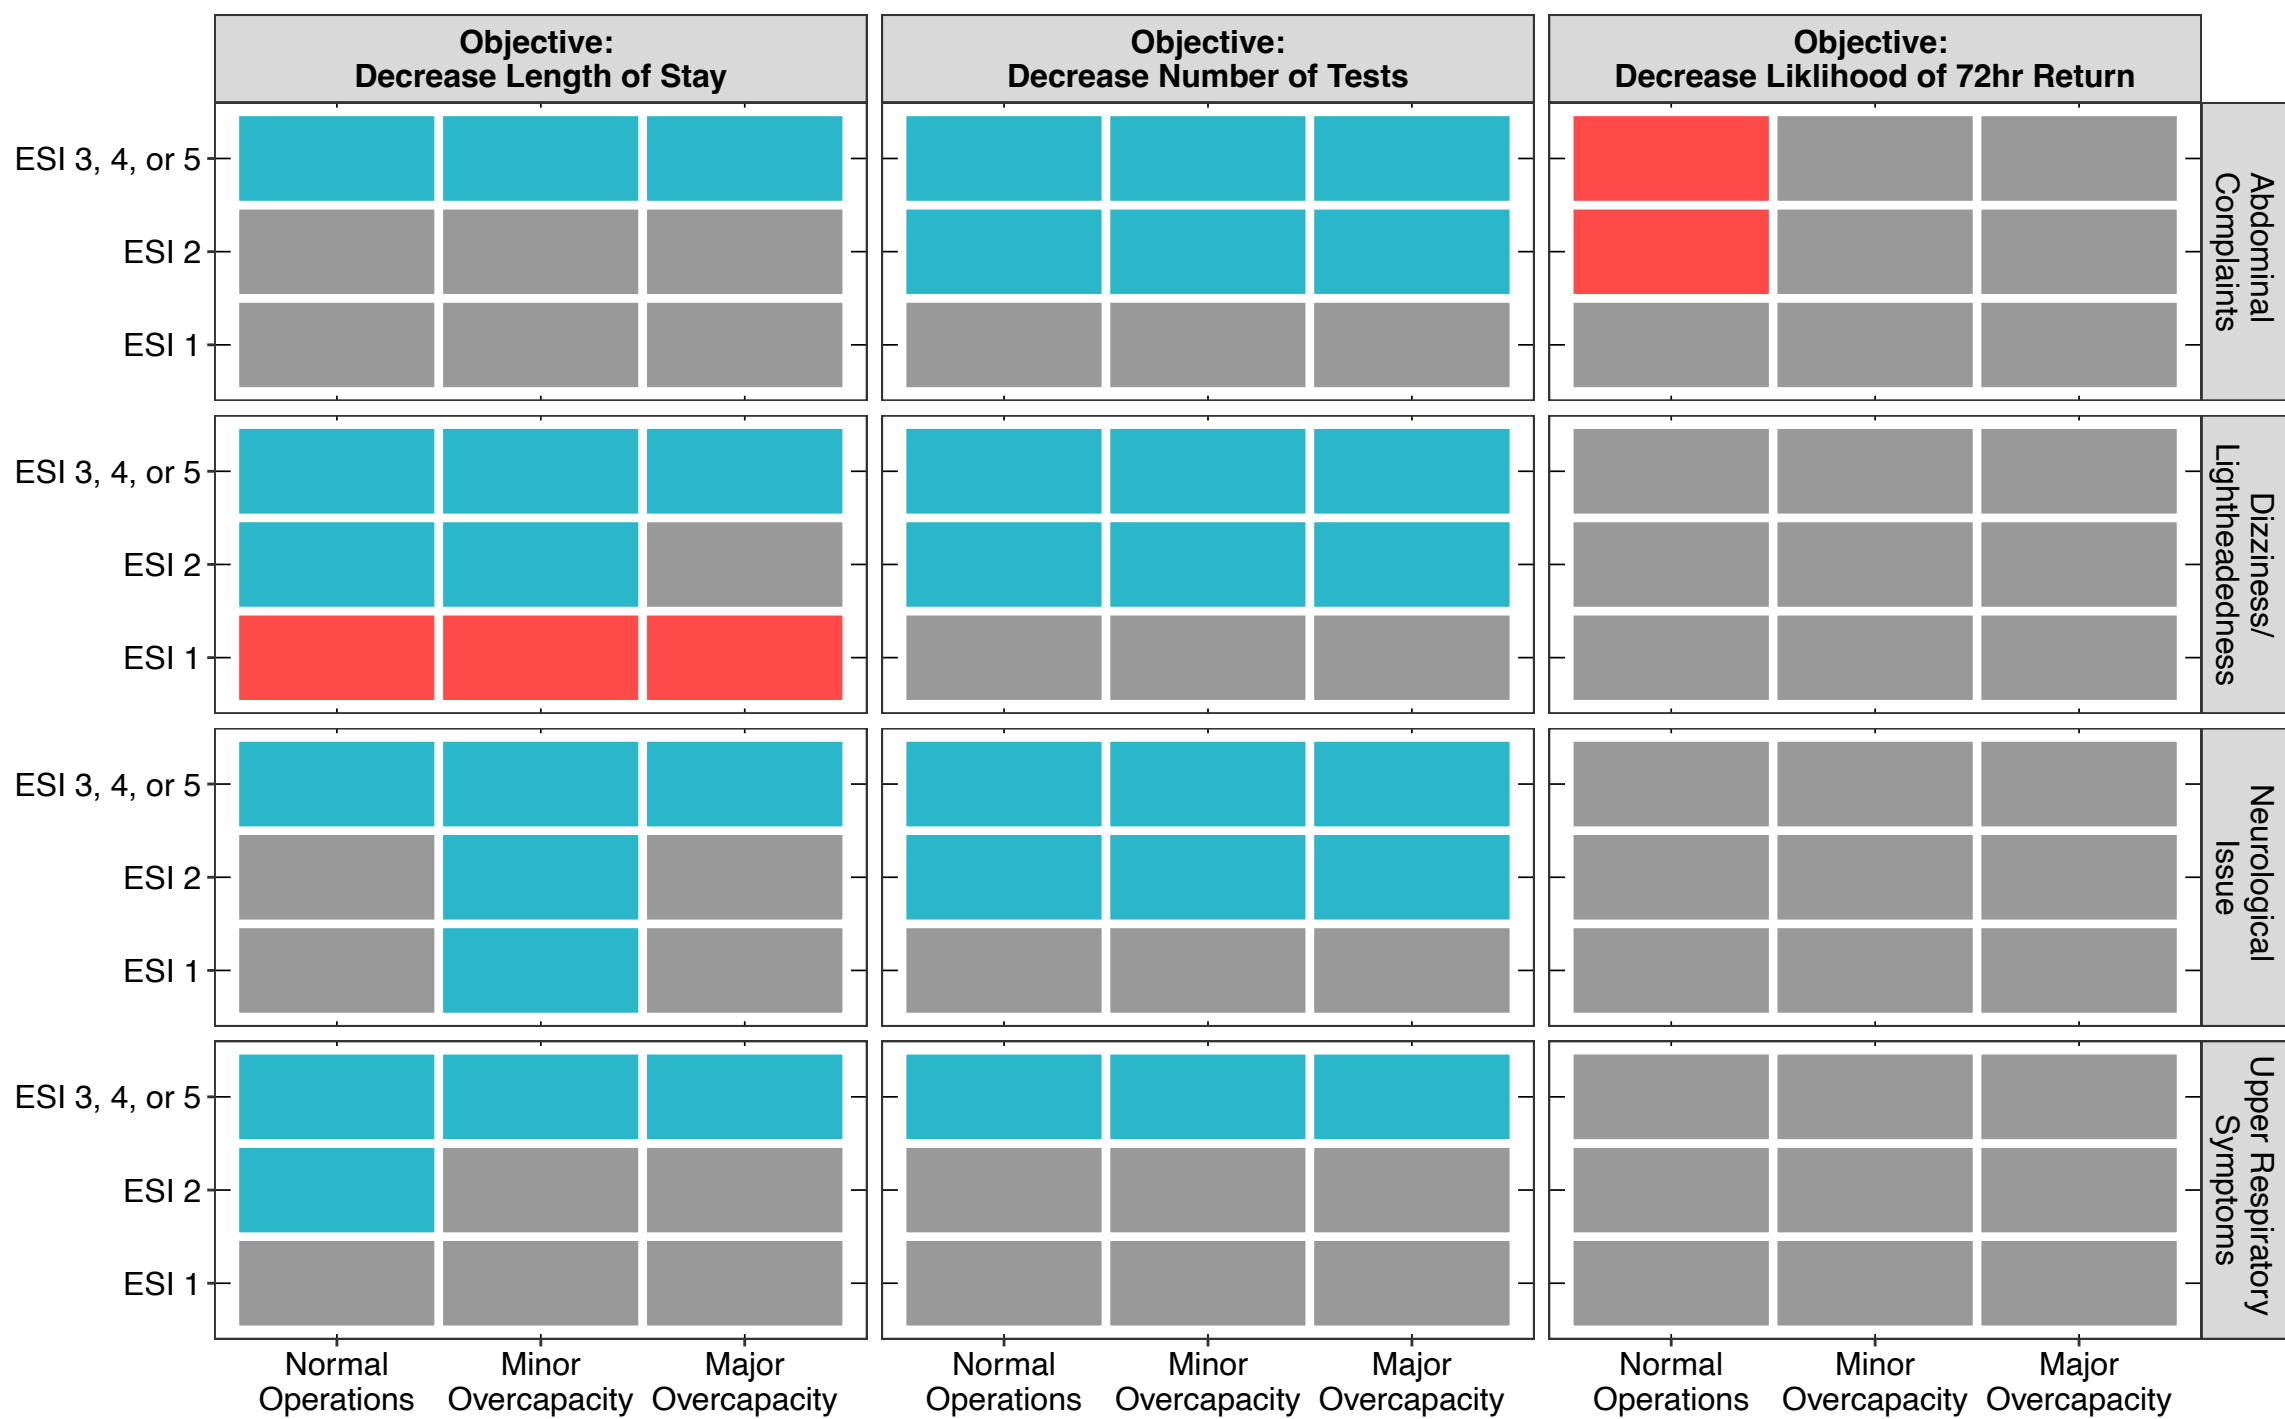 Objective:
Decrease Length of Stay
Objective:
Decrease Number of Tests
Objective:
Decrease Liklihood of 72hr Return
ESI 3, 4, or 5
ESI 2
ESI 1
Abdominal
Complaints
ESI 3, 4, or 5
ESI 2
ESI 1
Dizziness/
Lightheadedness
ESI 3, 4, or 5
ESI 2
ESI 1
Neurological
Issue
ESI 3, 4, or 5
ESI 2
ESI 1
Upper Respiratory
Symptoms
Normal
Operations
Minor
Overcapacity
Major
Overcapacity
Normal
Operations
Minor
Overcapacity
Major
Overcapacity
Normal
Operations
Minor
Overcapacity
Major
Overcapacity